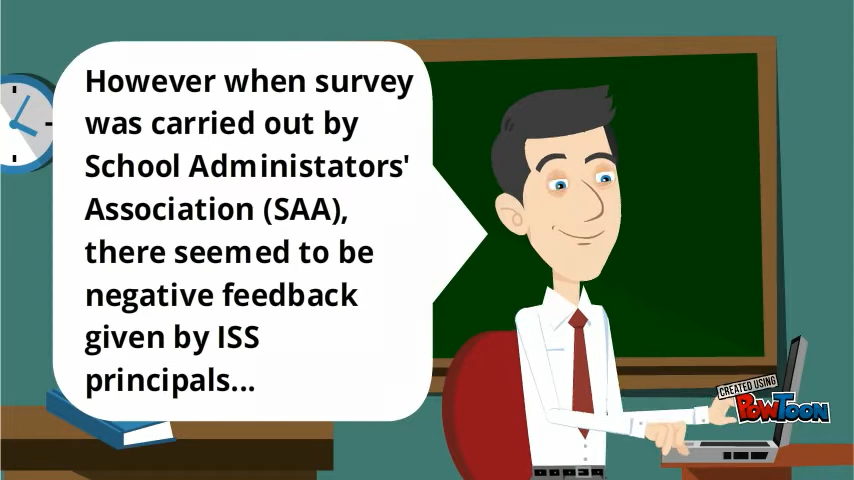 However when survey
was carried out by
School Administators'
Association (SAA),
there seemed to be
negative feedback
given by ISS
principals...
CREATED USING
POWTOON